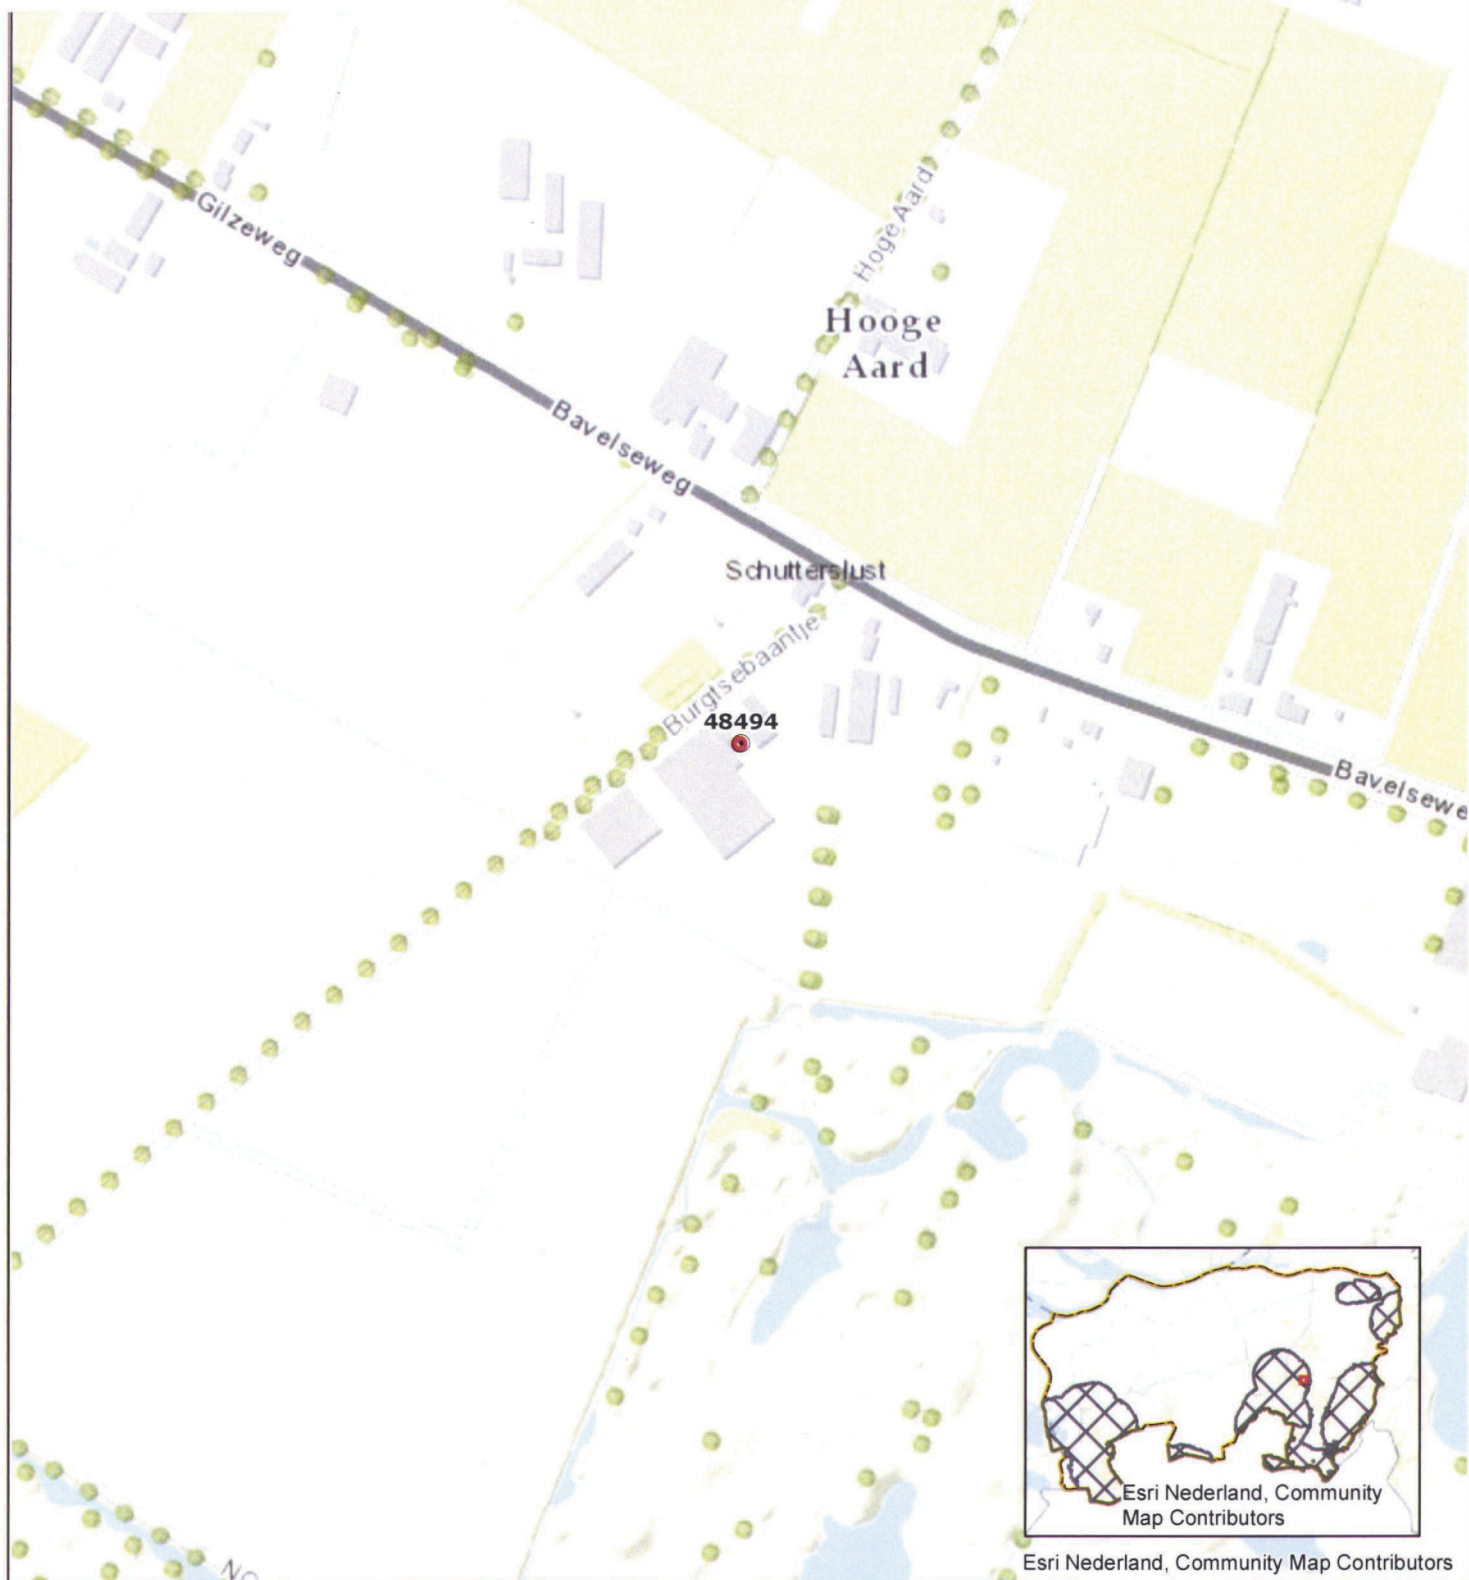 Gilzeweg
Hoge Aard
Hooge
Aard
Bavelseweg
Schutterslust
Burgtsebaantje
48494
Bavelsewe
Esri Nederland, Community
Map Contributors
Esri Nederland, Community Map Contributors